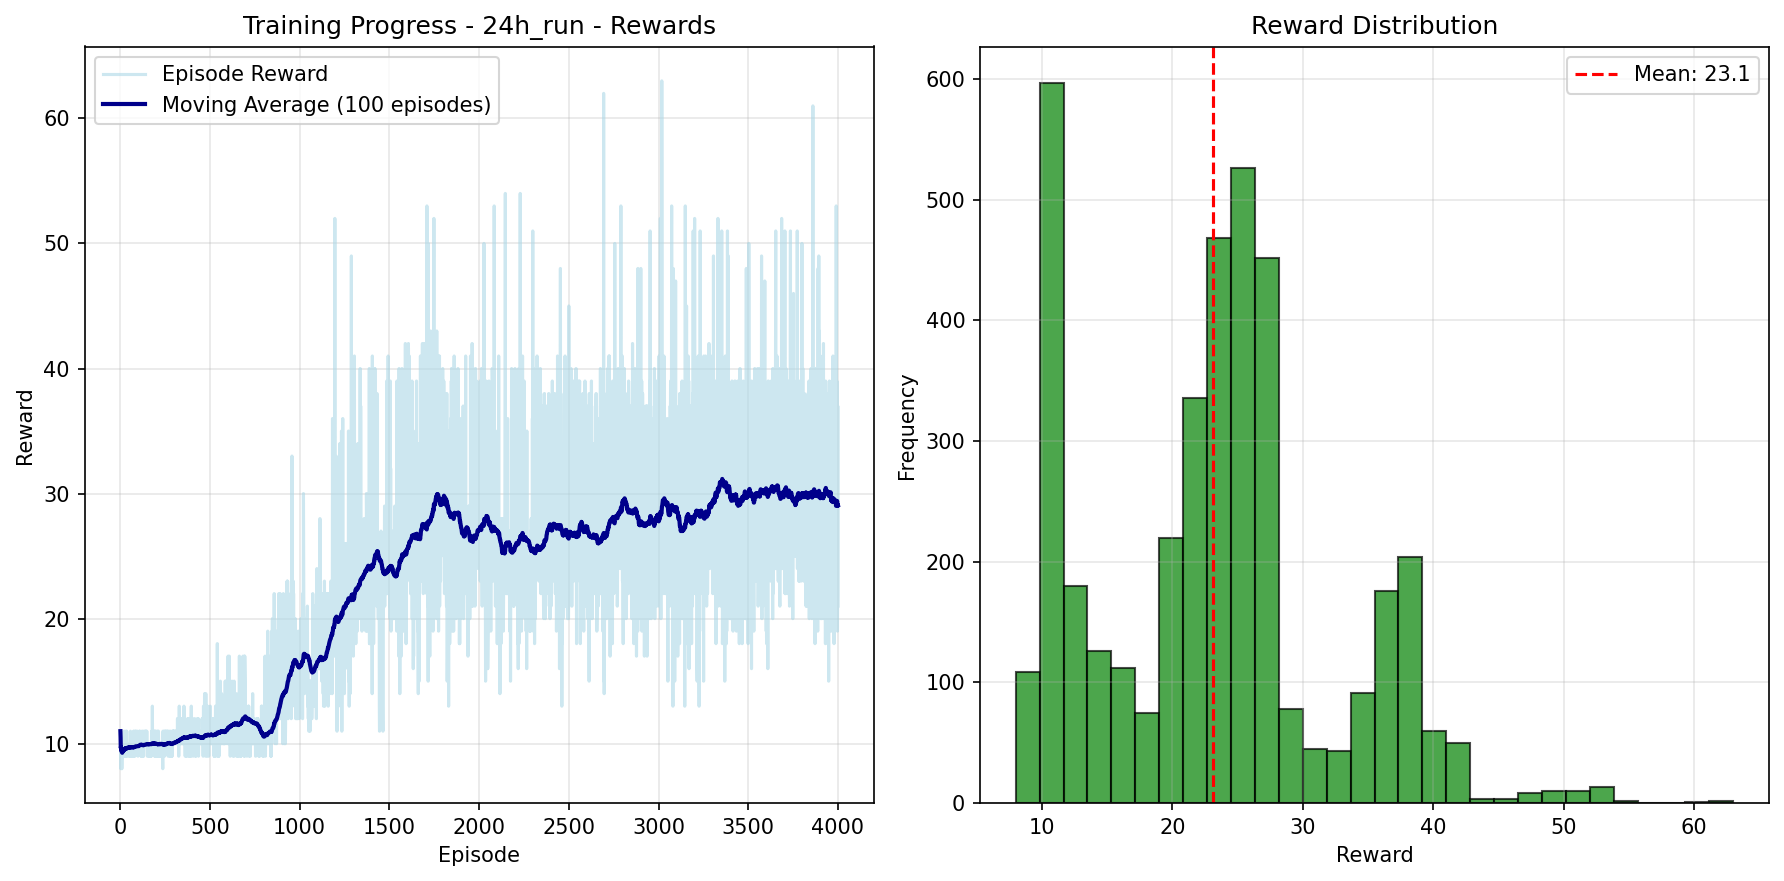 Training Progress - 24h_run - Rewards
Episode Reward
Moving Average (100 episodes)
60
50
40
30
20
10
Reward
0 500 1000 1500 2000 2500 3000 3500 4000
Episode
Reward Distribution
Mean: 23.1
600
500
400
300
200
100
0
Frequency
10 20 30 40 50 60
Reward